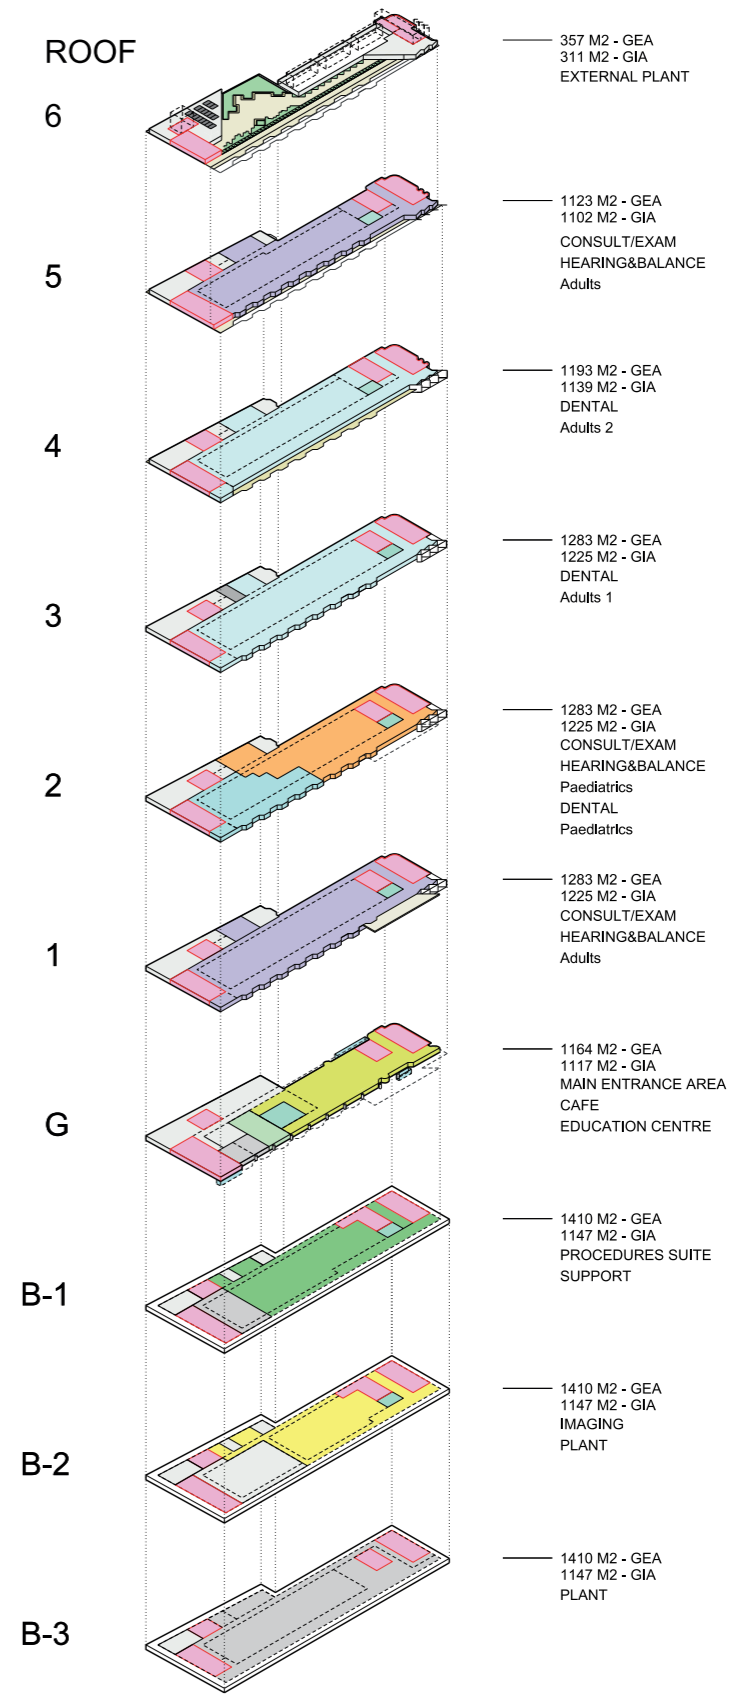 ROOF
6
357 M2 - GEA
311 M2 - GIA
EXTERNAL PLANT
5
1123 M2 - GEA
1102 M2 - GIA
CONSULT/EXAM
HEARING&BALANCE
Adults
4
1193 M2 - GEA
1139 M2 - GIA
DENTAL
Adults 2
3
1283 M2 - GEA
1225 M2 - GIA
DENTAL
Adults 1
2
1283 M2 - GEA
1225 M2 - GIA
CONSULT/EXAM
HEARING&BALANCE
Paediatrics
DENTAL
Paediatrics
1
1283 M2 - GEA
1225 M2 - GIA
CONSULT/EXAM
HEARING&BALANCE
Adults
G
1164 M2 - GEA
1117 M2 - GIA
MAIN ENTRANCE AREA
CAFE
EDUCATION CENTRE
B-1
1410 M2 - GEA
1147 M2 - GIA
PROCEDURES SUITE
SUPPORT
B-2
1410 M2 - GEA
1147 M2 - GIA
IMAGING
PLANT
B-3
1410 M2 - GEA
1147 M2 - GIA
PLANT